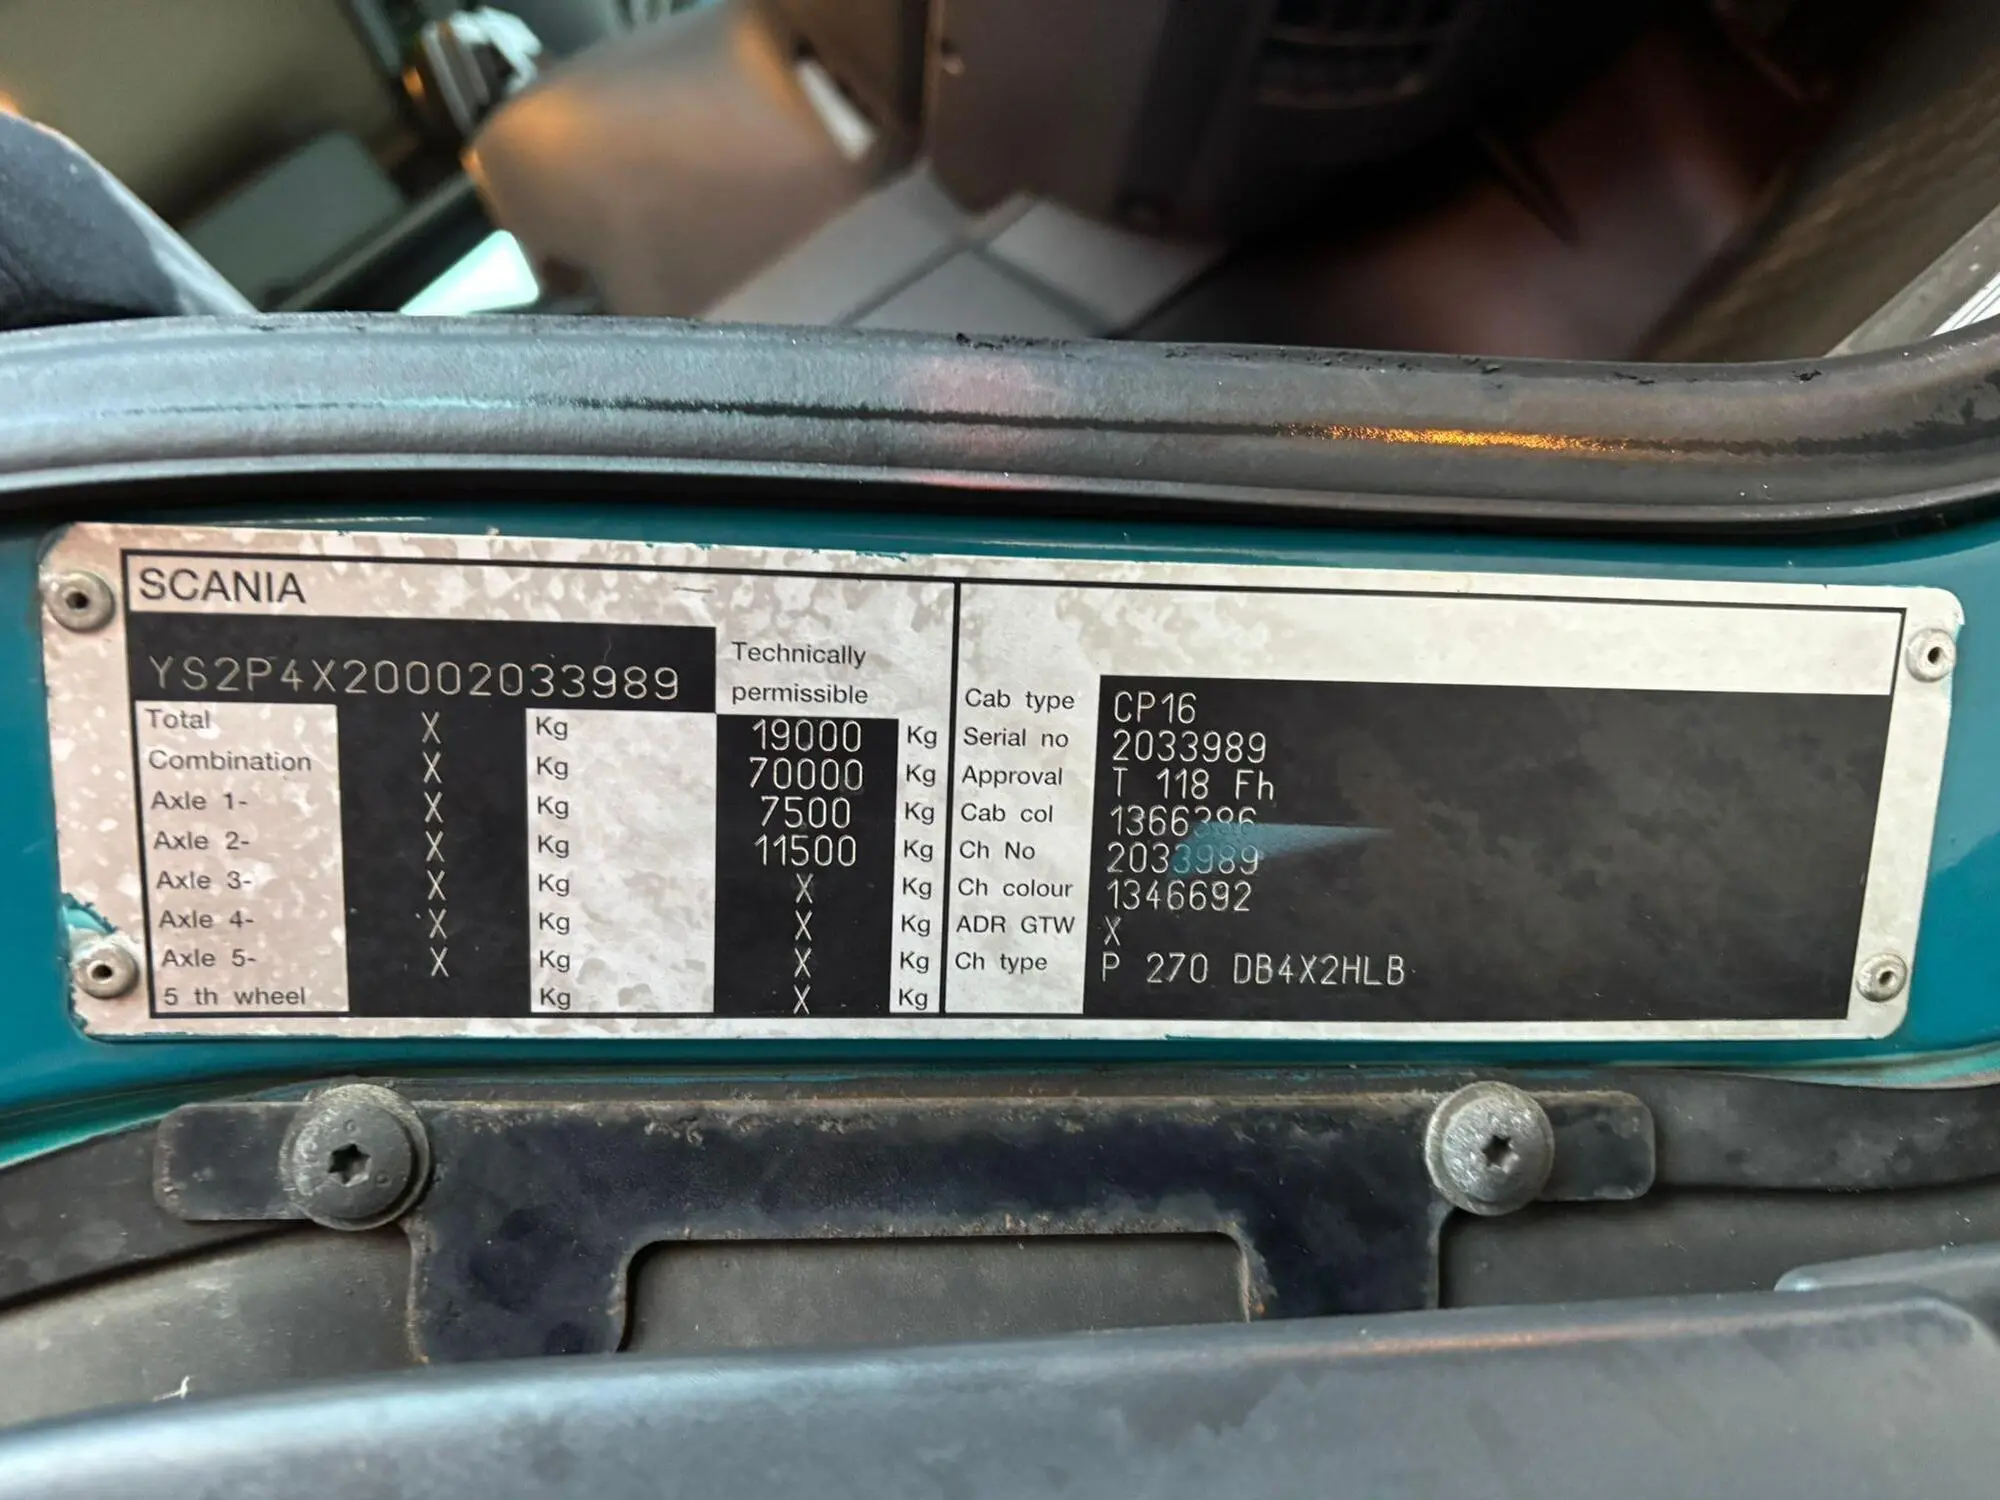 SCANIA
YS2P4X20002033989
Technically
permissible
Total X Kg 19000 Kg
Combination X Kg 70000 Kg
Axle 1- X Kg 7500 Kg
Axle 2- X Kg 11500 Kg
Axle 3- X Kg X Kg
Axle 4- X Kg X Kg
Axle 5- X Kg X Kg
5 th wheel Kg X Kg
Cab type CP16
Serial no 2033989
Approval T 118 Fh
Cab col
Ch No 2033989
Ch colour 1346692
ADR GTW X
Ch type P 270 DB4X2HLB